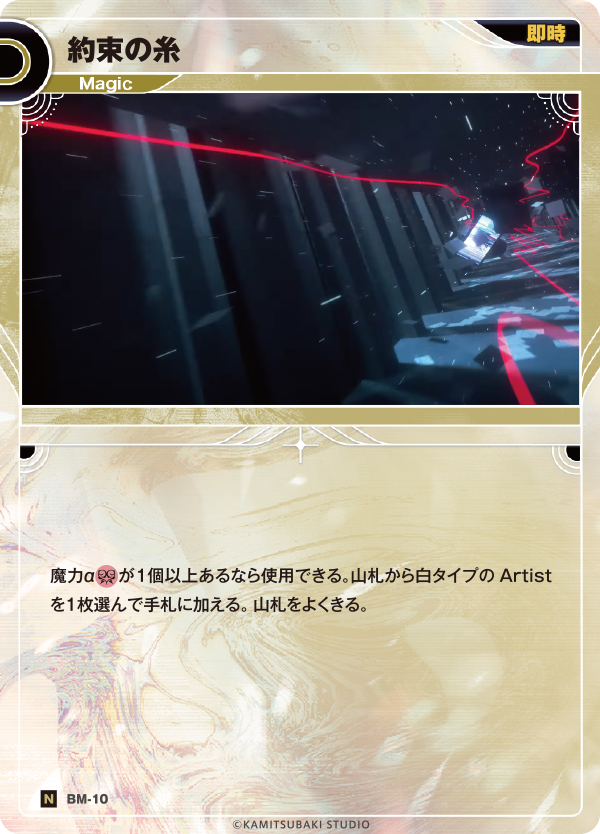 約束の糸
即時
Magic
魔力αが1個以上あるなら使用できる。山札から白タイプの Artist
を1枚選んで手札に加える。山札をよくきる。
N BM-10
©KAMITSUBAKI STUDIO